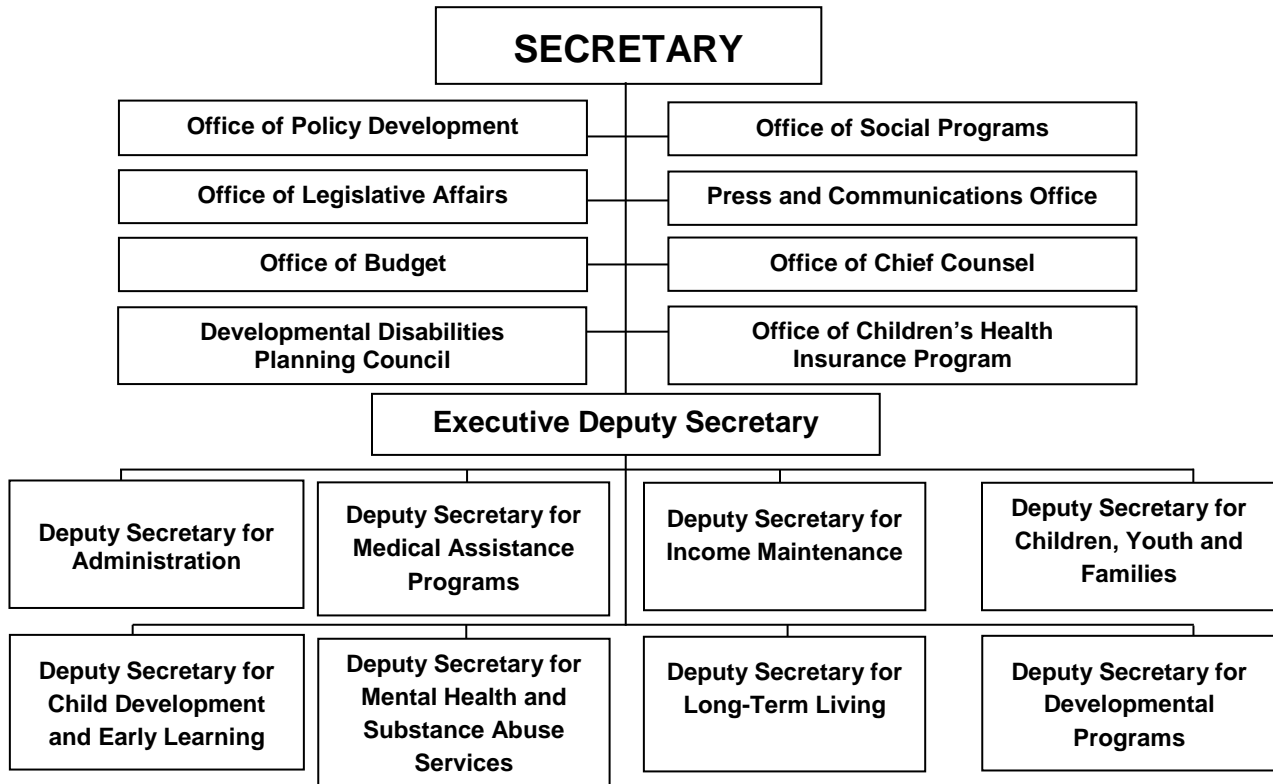 SECRETARY
Office of Policy Development
Office of Social Programs
Office of Legislative Affairs
Press and Communications Office
Office of Budget
Office of Chief Counsel
Developmental Disabilities
Planning Council
Office of Children’s Health
Insurance Program
Executive Deputy Secretary
Deputy Secretary for
Administration
Deputy Secretary for
Medical Assistance
Programs
Deputy Secretary for
Income Maintenance
Deputy Secretary for
Children, Youth and
Families
Deputy Secretary for
Child Development
and Early Learning
Deputy Secretary for
Mental Health and
Substance Abuse
Services
Deputy Secretary for
Long-Term Living
Deputy Secretary for
Developmental
Programs